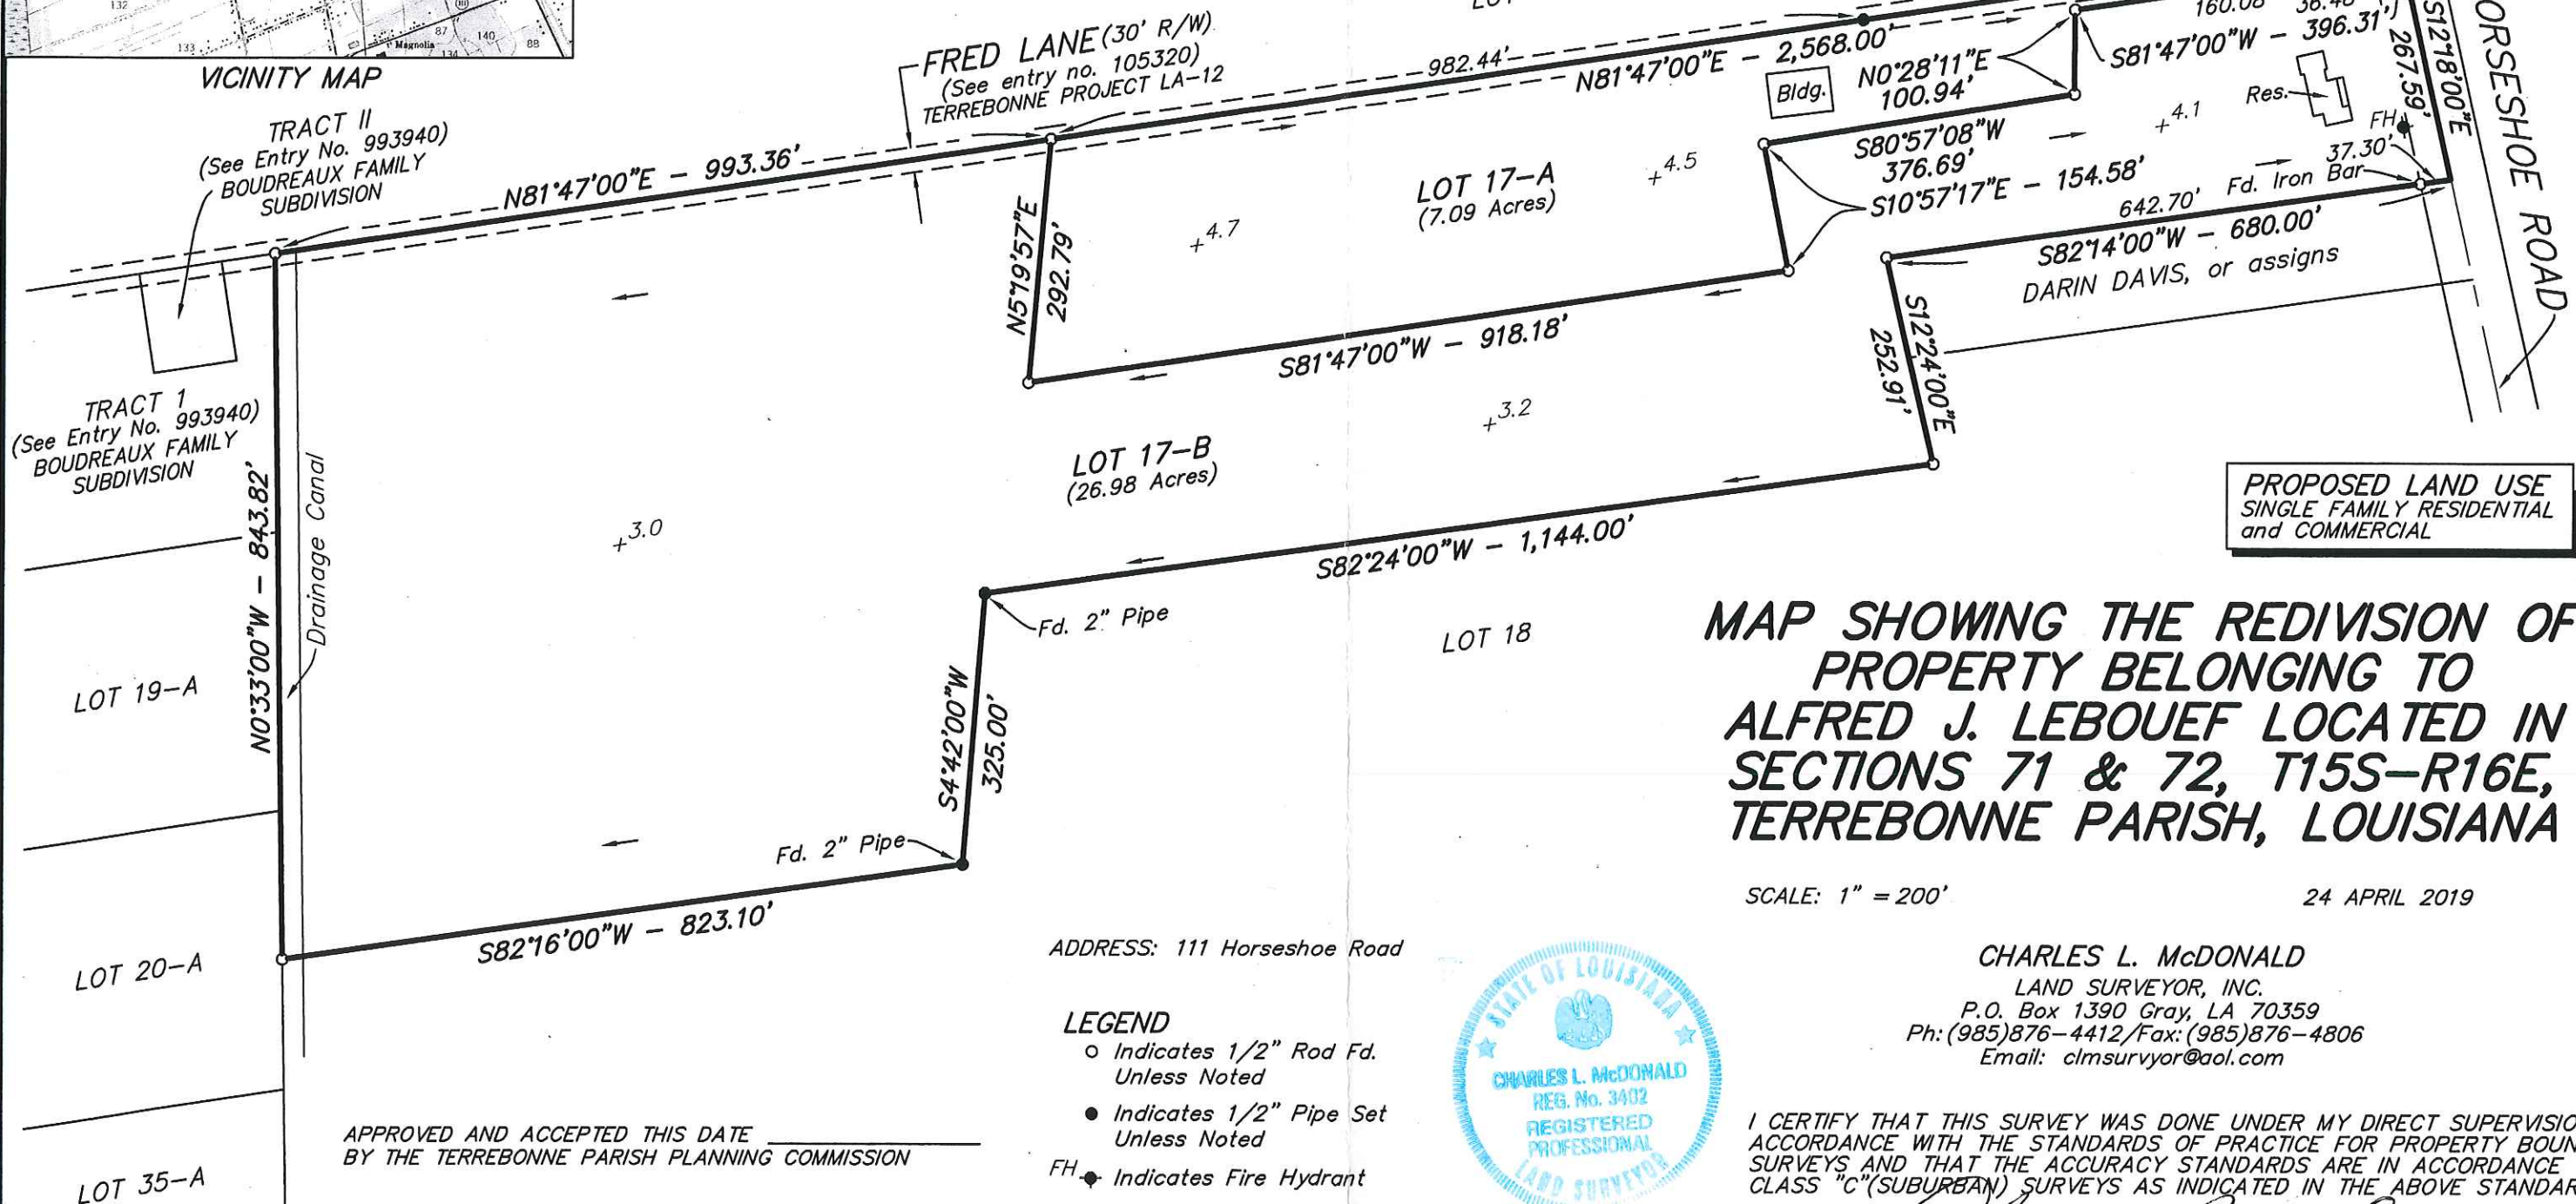 132
133
Magnolia
134
87
140
88
VICINITY MAP
TRACT II
(See Entry No. 993940)
BOUDREAUX FAMILY
SUBDIVISION
FRED LANE (30' R/W)
(See entry no. 105320)
TERREBONNE PROJECT LA-12
N81°47'00"E - 993.36'
982.44'
N81°47'00"E - 2,568.00'
Bldg.
N0°28'11"E
100.94'
160.08'
S81°47'00"W - 396.31'
267.59'
S12°18'00"E
ORSESHOE ROAD
Res.
FH
4.1
S80°57'08"W
376.69'
37.30'
Fd. Iron Bar
S10°57'17"E - 154.58'
642.70'
S82°14'00"W - 680.00'
DARIN DAVIS, or assigns
LOT 17-A
(7.09 Acres)
4.5
4.7
N5°19'57"E
292.79'
S81°47'00"W - 918.18'
S12°24'00"E
252.91'
3.2
LOT 17-B
(26.98 Acres)
3.0
TRACT 1
(See Entry No. 993940)
BOUDREAUX FAMILY
SUBDIVISION
N0°33'00"W - 843.82'
Drainage Canal
S82°24'00"W - 1,144.00'
Fd. 2" Pipe
LOT 18
S4°42'00"W
325.00'
Fd. 2" Pipe
S82°16'00"W - 823.10'
LOT 19-A
LOT 20-A
LOT 35-A
PROPOSED LAND USE
SINGLE FAMILY RESIDENTIAL
and COMMERCIAL
MAP SHOWING THE REDIVISION OF
PROPERTY BELONGING TO
ALFRED J. LEBOUEF LOCATED IN
SECTIONS 71 & 72, T15S-R16E,
TERREBONNE PARISH, LOUISIANA
SCALE: 1" = 200'
24 APRIL 2019
CHARLES L. McDONALD
LAND SURVEYOR, INC.
P.O. Box 1390 Gray, LA 70359
Ph:(985)876-4412/Fax:(985)876-4806
Email: clmsurvyor@aol.com
ADDRESS: 111 Horseshoe Road
LEGEND
Indicates 1/2" Rod Fd.
Unless Noted
Indicates 1/2" Pipe Set
Unless Noted
FH Indicates Fire Hydrant
STATE OF LOUISIANA
CHARLES L. McDONALD
REG. No. 3402
REGISTERED
PROFESSIONAL
LAND SURVEYOR
APPROVED AND ACCEPTED THIS DATE
BY THE TERREBONNE PARISH PLANNING COMMISSION
I CERTIFY THAT THIS SURVEY WAS DONE UNDER MY DIRECT SUPERVISIO
ACCORDANCE WITH THE STANDARDS OF PRACTICE FOR PROPERTY BOUN
SURVEYS AND THAT THE ACCURACY STANDARDS ARE IN ACCORDANCE
CLASS "C"(SUBURBAN) SURVEYS AS INDICATED IN THE ABOVE STANDAR